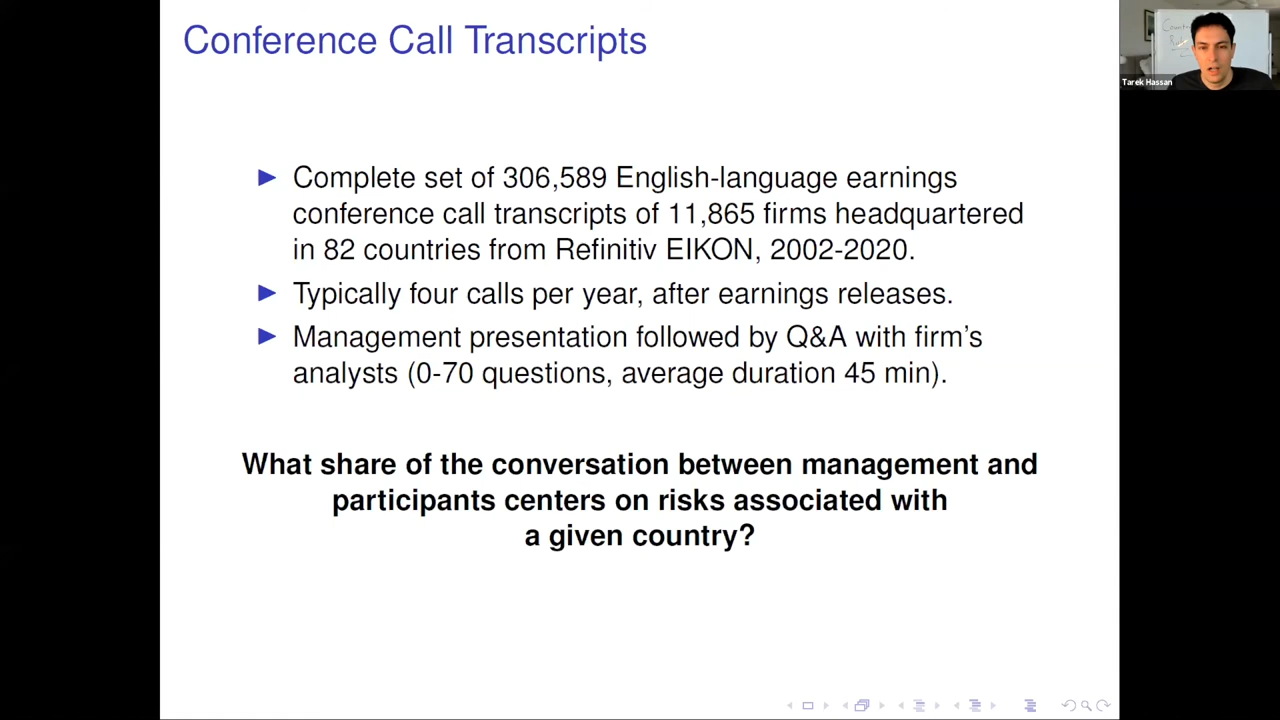 Conference Call Transcripts
Complete set of 306,589 English-language earnings
conference call transcripts of 11,865 firms headquartered
in 82 countries from Refinitiv EIKON, 2002-2020.
Typically four calls per year, after earnings releases.
Management presentation followed by Q&A with firm's
analysts (0-70 questions, average duration 45 min).
What share of the conversation between management and
participants centers on risks associated with
a given country?
Tarek Hassan